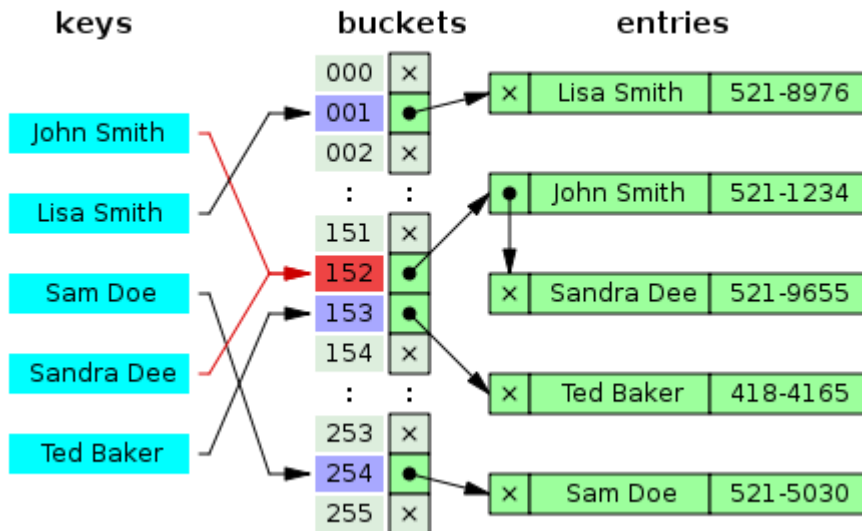 keys buckets entries
000 ×
× Lisa Smith 521-8976
001
John Smith
002 ×
: :
John Smith 521-1234
Lisa Smith
151 ×
152
Sam Doe
× Sandra Dee 521-9655
153
154 ×
Sandra Dee
: :
× Ted Baker 418-4165
253 ×
Ted Baker
254
× Sam Doe 521-5030
255 ×